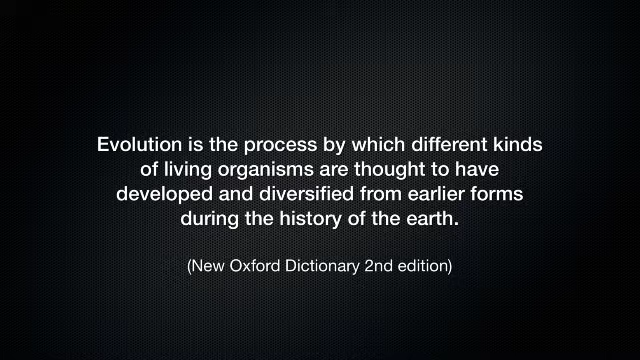 Evolution is the process by which different kinds
of living organisms are thought to have
developed and diversified from earlier forms
during the history of the earth.
(New Oxford Dictionary 2nd edition)